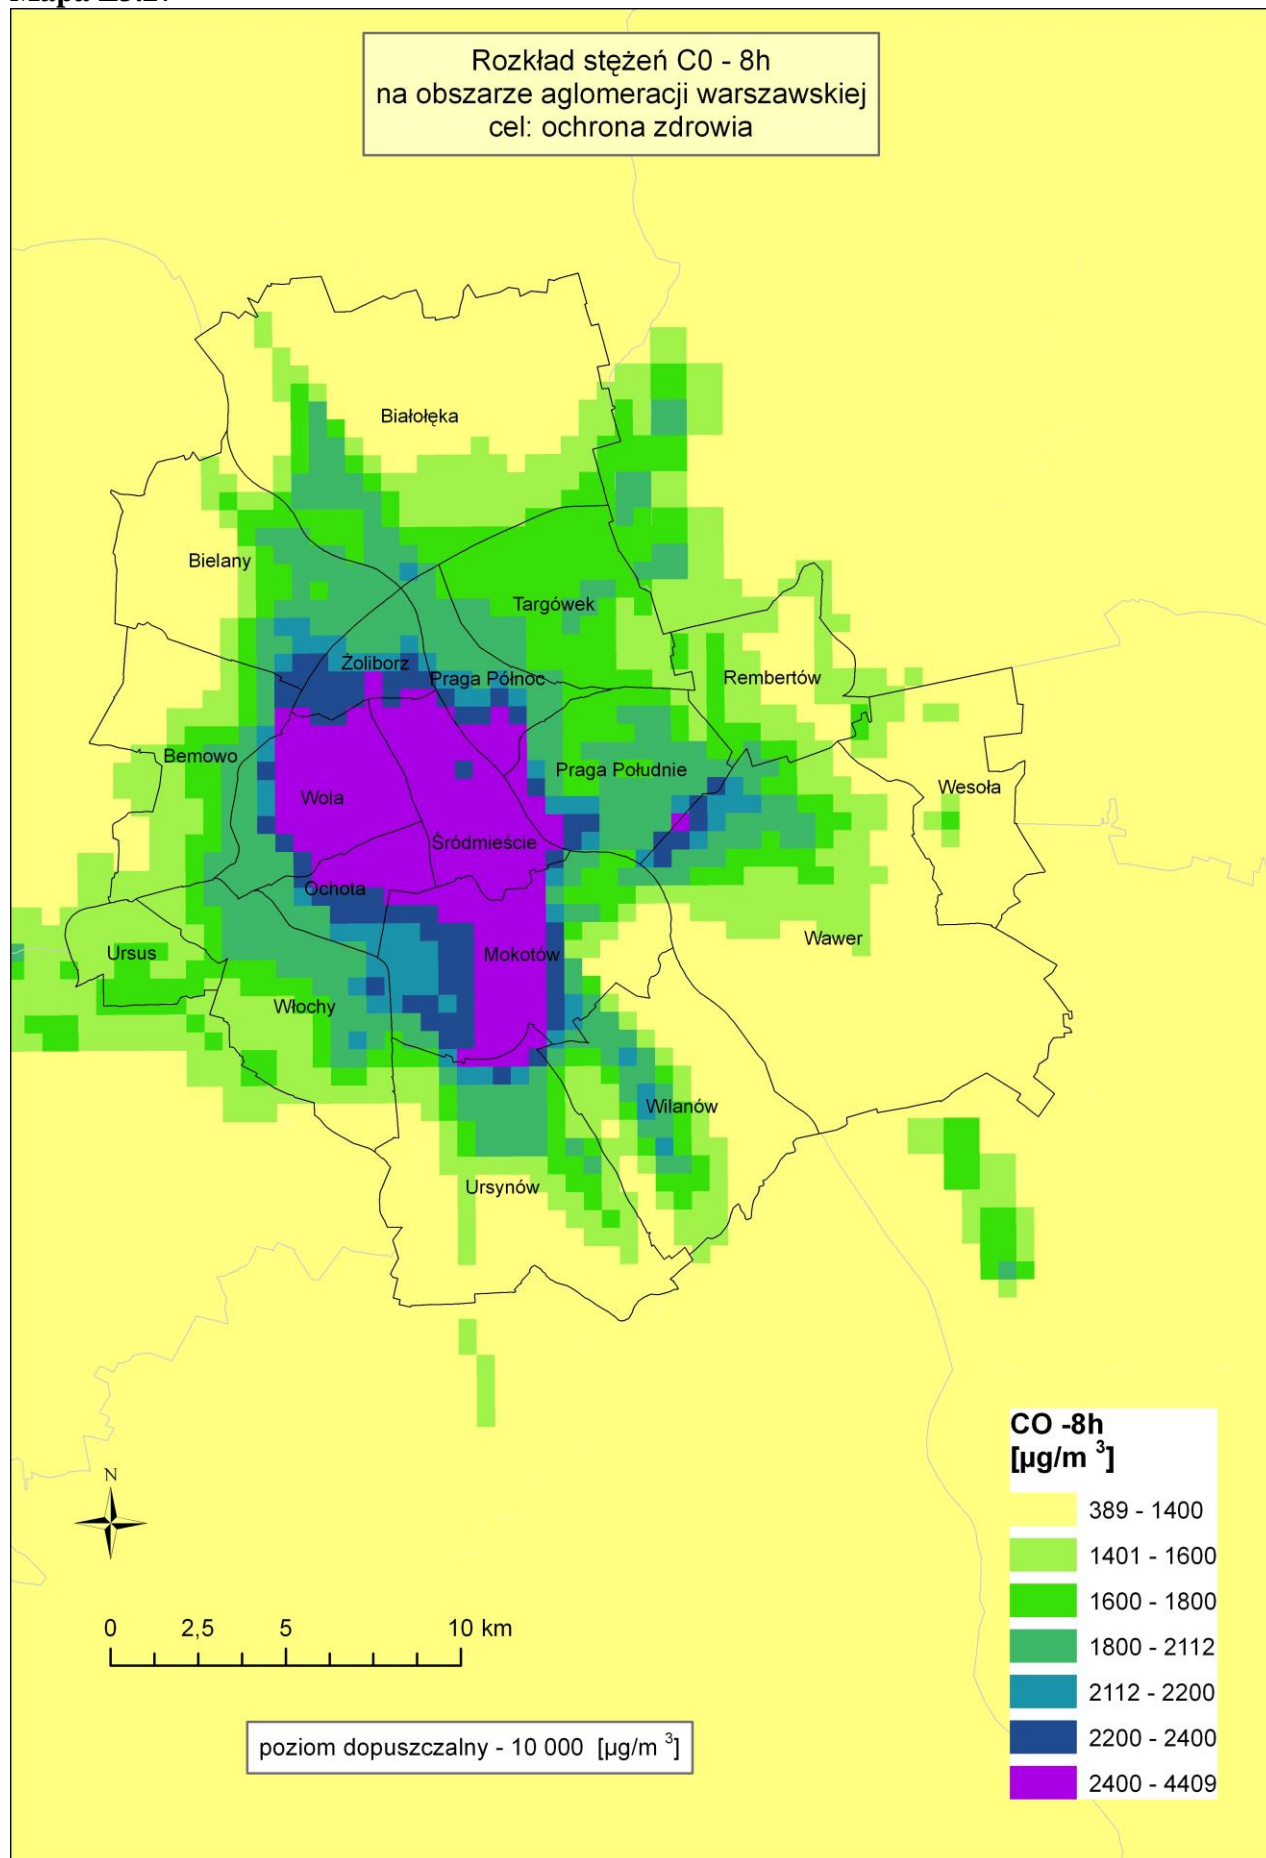 Rozkład stężeń C0 - 8h
na obszarze aglomeracji warszawskiej
cel: ochrona zdrowia
Białołęka
Bielany
Targówek
Żoliborz
Praga Północ
Rembertów
Bemowo
Praga Południe
Wesoła
Wola
Śródmieście
Ochota
Wawer
Ursus
Mokotów
Włochy
Wilanów
Ursynów
CO -8h
[µg/m ³]
389 - 1400
1401 - 1600
1600 - 1800
1800 - 2112
2112 - 2200
2200 - 2400
2400 - 4409
N
0 2,5 5 10 km
poziom dopuszczalny - 10 000 [µg/m ³]